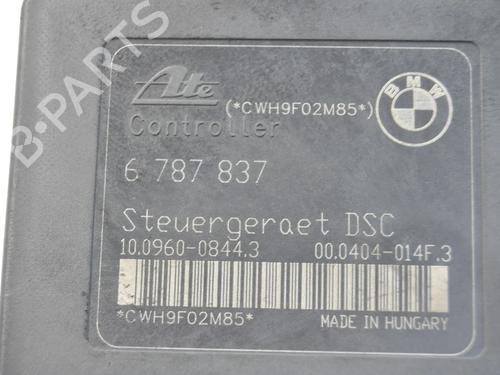 B-PARTS
Ate
(*CWH9F02M85*)
BMW
Controller
6 787 837
Steuergeraet DSC
10.0960-0844.3 00.0404-014F.3
*CWH9F02M85* MADE IN HUNGARY